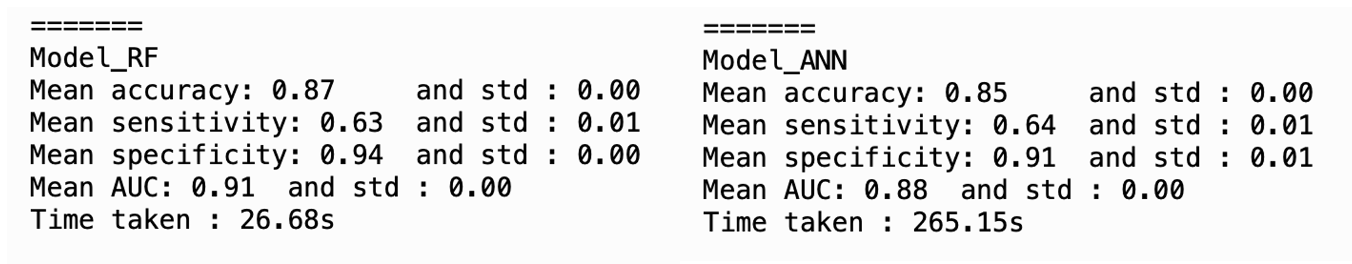 =======
Model_RF
Mean accuracy: 0.87 and std : 0.00
Mean sensitivity: 0.63 and std : 0.01
Mean specificity: 0.94 and std : 0.00
Mean AUC: 0.91 and std : 0.00
Time taken : 26.68s
=======
Model_ANN
Mean accuracy: 0.85 and std : 0.00
Mean sensitivity: 0.64 and std : 0.01
Mean specificity: 0.91 and std : 0.01
Mean AUC: 0.88 and std : 0.00
Time taken : 265.15s